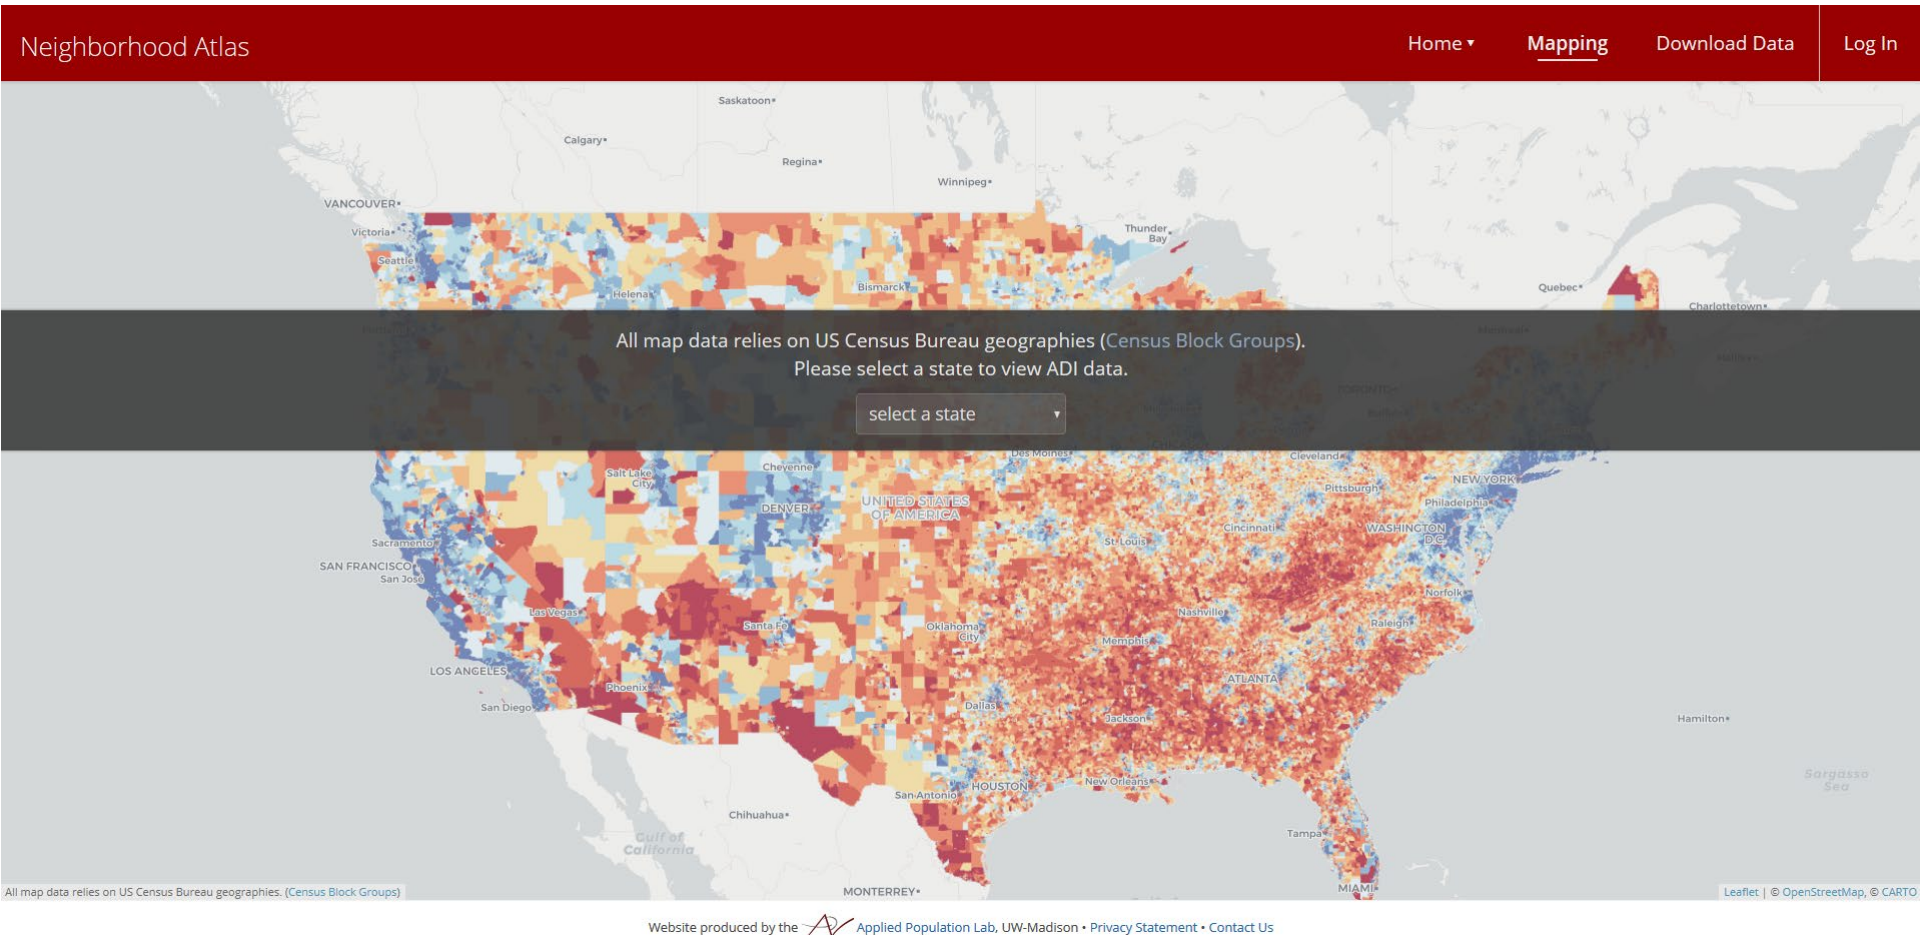 Neighborhood Atlas
Home ▾
Mapping
Download Data
Log In
Saskatoon
Calgary
Regina
Winnipeg
VANCOUVER
Victoria
Thunder
Bay
Seattle
Quebec
Helena
Bismarck
Charlottetown
All map data relies on US Census Bureau geographies (Census Block Groups).
Please select a state to view ADI data.
TORONTO
select a state
Des Moines
Cleveland
Salt Lake
City
Cheyenne
NEW YORK
Pittsburgh
UNITED STATES
OF AMERICA
Philadelphia
DENVER
Cincinnati
WASHINGTON
D.C.
Sacramento
St. Louis
SAN FRANCISCO
San Jose
Norfolk
Las Vegas
Nashville
Santa Fe
Oklahoma
City
Raleigh
Memphis
LOS ANGELES
ATLANTA
Phoenix
San Diego
Dallas
Jackson
Hamilton
Sargasso
Sea
New Orleans
HOUSTON
San Antonio
Chihuahua
Gulf of
California
Tampa
MONTERREY
MIAMI
All map data relies on US Census Bureau geographies. (Census Block Groups)
Leaflet | © OpenStreetMap, © CARTO
Website produced by the Applied Population Lab, UW-Madison • Privacy Statement • Contact Us